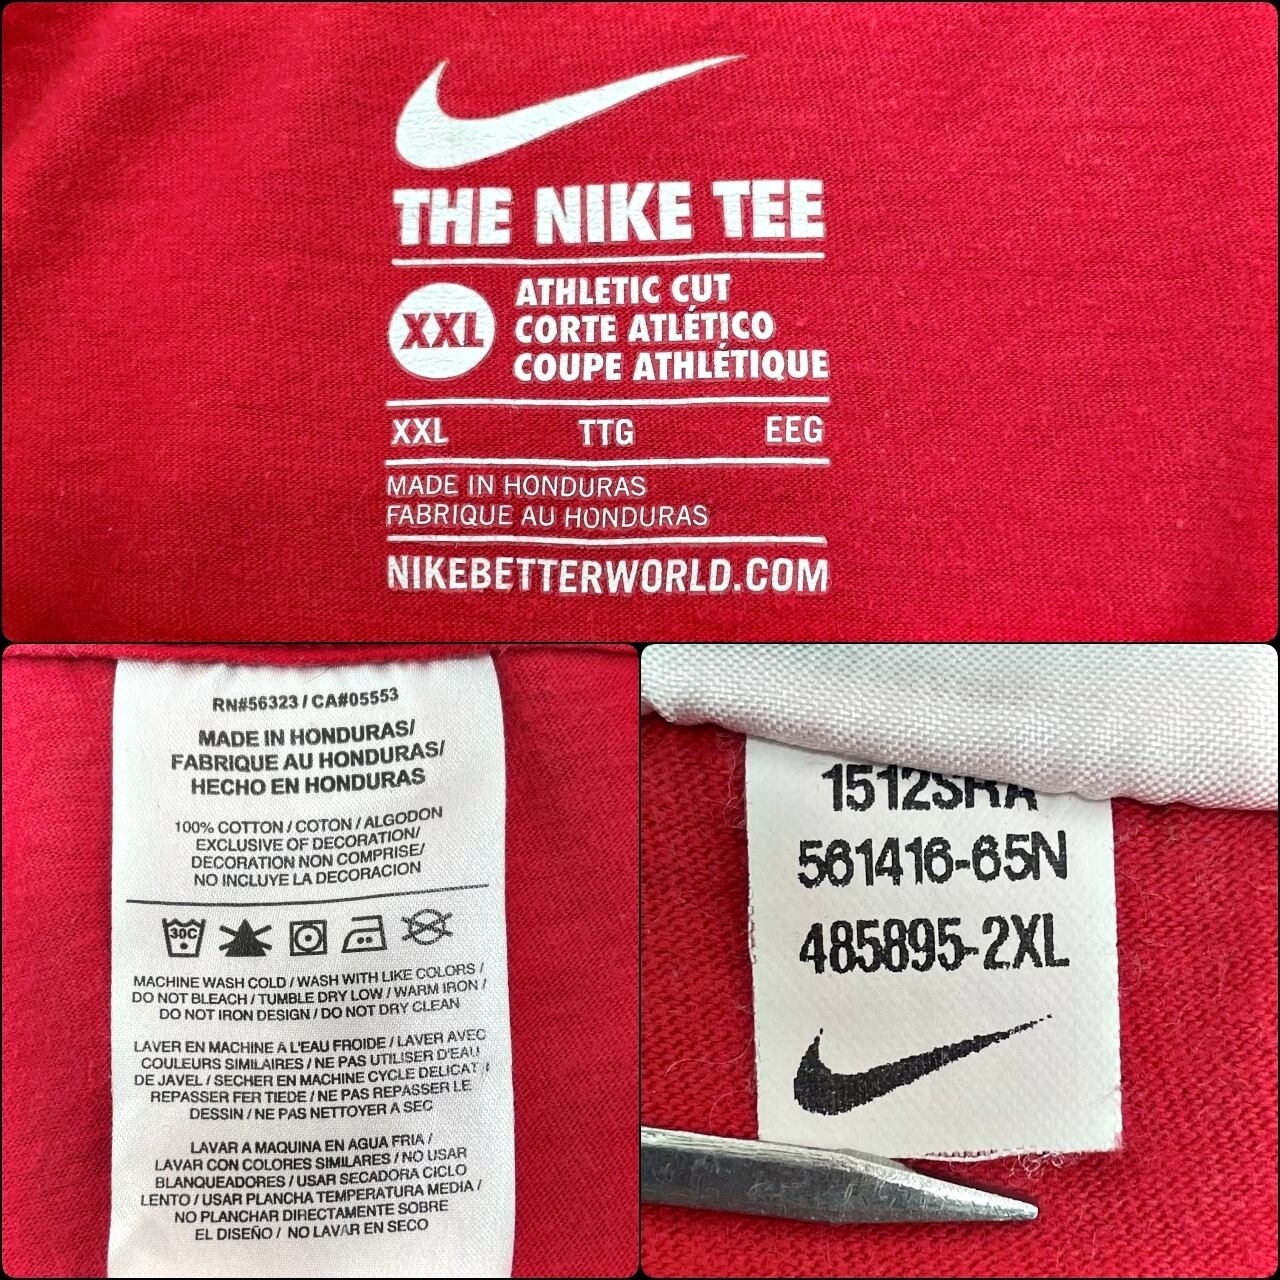 THE NIKE TEE
XXL
ATHLETIC CUT
CORTE ATLÉTICO
COUPE ATHLÉTIQUE
XXL TTG EEG
MADE IN HONDURAS
FABRIQUE AU HONDURAS
NIKEBETTERWORLD.COM
RN#56323 / CA#05553
MADE IN HONDURAS/
FABRIQUE AU HONDURAS/
HECHO EN HONDURAS
100% COTTON / COTON / ALGODON
EXCLUSIVE OF DECORATION/
DECORATION NON COMPRISE/
NO INCLUYE LA DECORACION
30C
MACHINE WASH COLD / WASH WITH LIKE COLORS /
DO NOT BLEACH / TUMBLE DRY LOW / WARM IRON /
DO NOT IRON DESIGN / DO NOT DRY CLEAN
LAVER EN MACHINE A L'EAU FROIDE / LAVER AVEC
COULEURS SIMILAIRES / NE PAS UTILISER D'EAU
DE JAVEL / SECHER EN MACHINE CYCLE DELICAT /
REPASSER FER TIEDE / NE PAS REPASSER LE
DESSIN / NE PAS NETTOYER A SEC
LAVAR A MAQUINA EN AGUA FRIA /
LAVAR CON COLORES SIMILARES / NO USAR
BLANQUEADORES / USAR SECADORA CICLO
LENTO / USAR PLANCHA TEMPERATURA MEDIA /
NO PLANCHAR DIRECTAMENTE SOBRE
EL DISEÑO / NO LAVAR EN SECO
1512SRA
561416-65N
485895-2XL